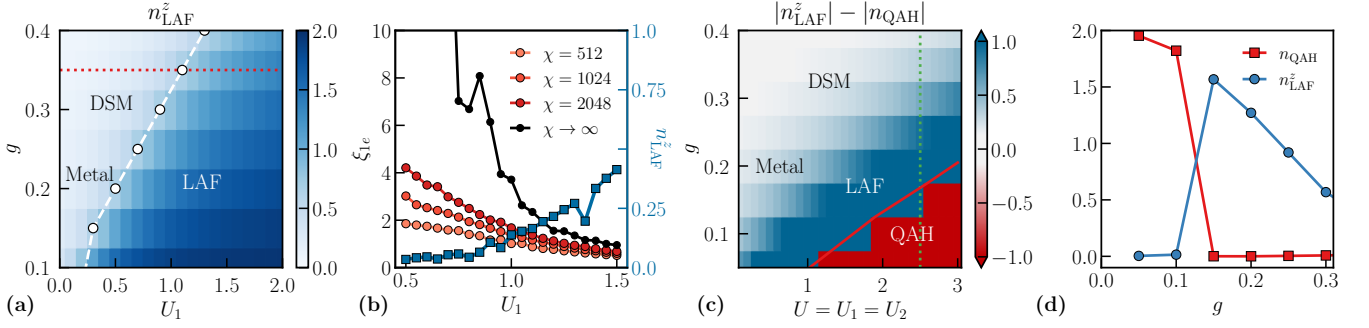 n^z_LAF
0.4
0.3
0.2
0.1
g
DSM
Metal
LAF
0.0
0.5
1.0
1.5
2.0
U_1
2.0
1.5
1.0
0.5
0.0
(a)
10
8
6
4
2
0
ξ_1e
χ = 512
χ = 1024
χ = 2048
χ → ∞
0.5
1.0
1.5
U_1
1.0
0.75
0.5
0.25
0.0
n^z_LAF
(b)
|n^z_LAF| − |n_QAH|
0.4
0.3
0.2
0.1
g
DSM
Metal
LAF
QAH
1
2
3
U = U_1 = U_2
1.0
0.5
0.0
−0.5
−1.0
(c)
2.0
1.5
1.0
0.5
0.0
n_QAH
n^z_LAF
0.0
0.1
0.2
0.3
g
(d)